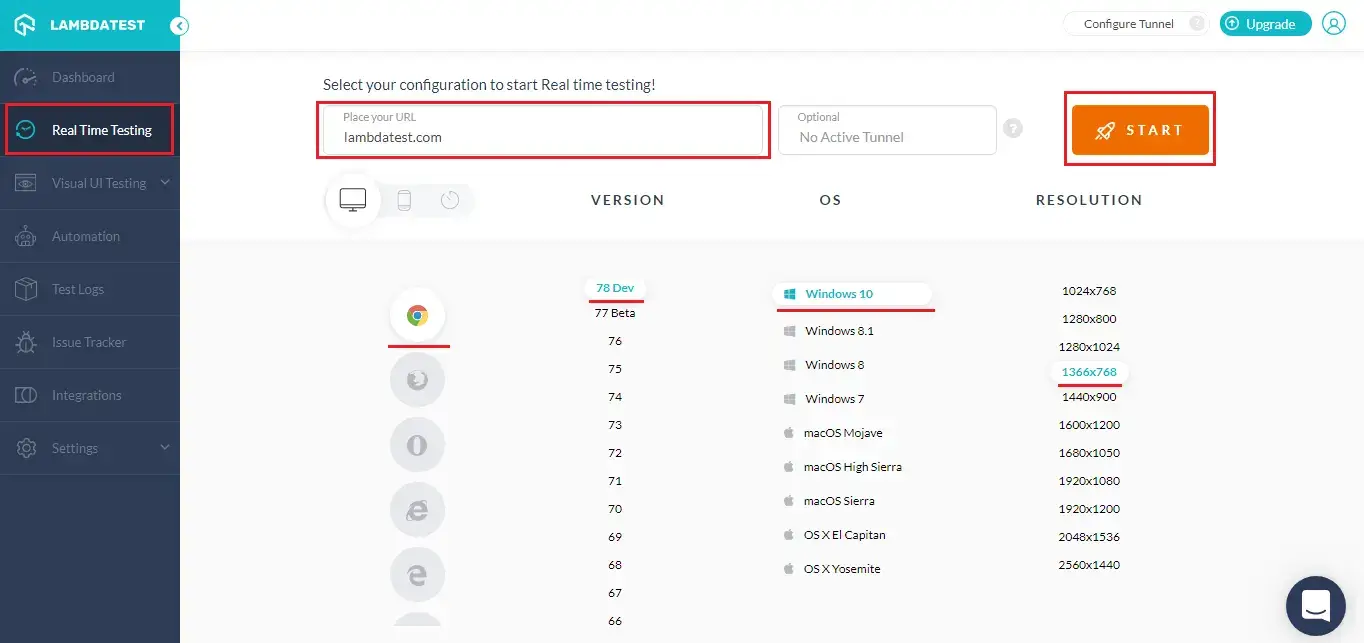 LAMBDATEST
Configure Tunnel ?
Upgrade
Dashboard
Real Time Testing
Visual UI Testing
Automation
Test Logs
Issue Tracker
Integrations
Settings
Select your configuration to start Real time testing!
Place your URL
lambdatest.com
Optional
No Active Tunnel
?
START
VERSION
OS
RESOLUTION
78 Dev
77 Beta
76
75
74
73
72
71
70
69
68
67
66
Windows 10
Windows 8.1
Windows 8
Windows 7
macOS Mojave
macOS High Sierra
macOS Sierra
OS X El Capitan
OS X Yosemite
1024x768
1280x800
1280x1024
1366x768
1440x900
1600x1200
1680x1050
1920x1080
1920x1200
2048x1536
2560x1440